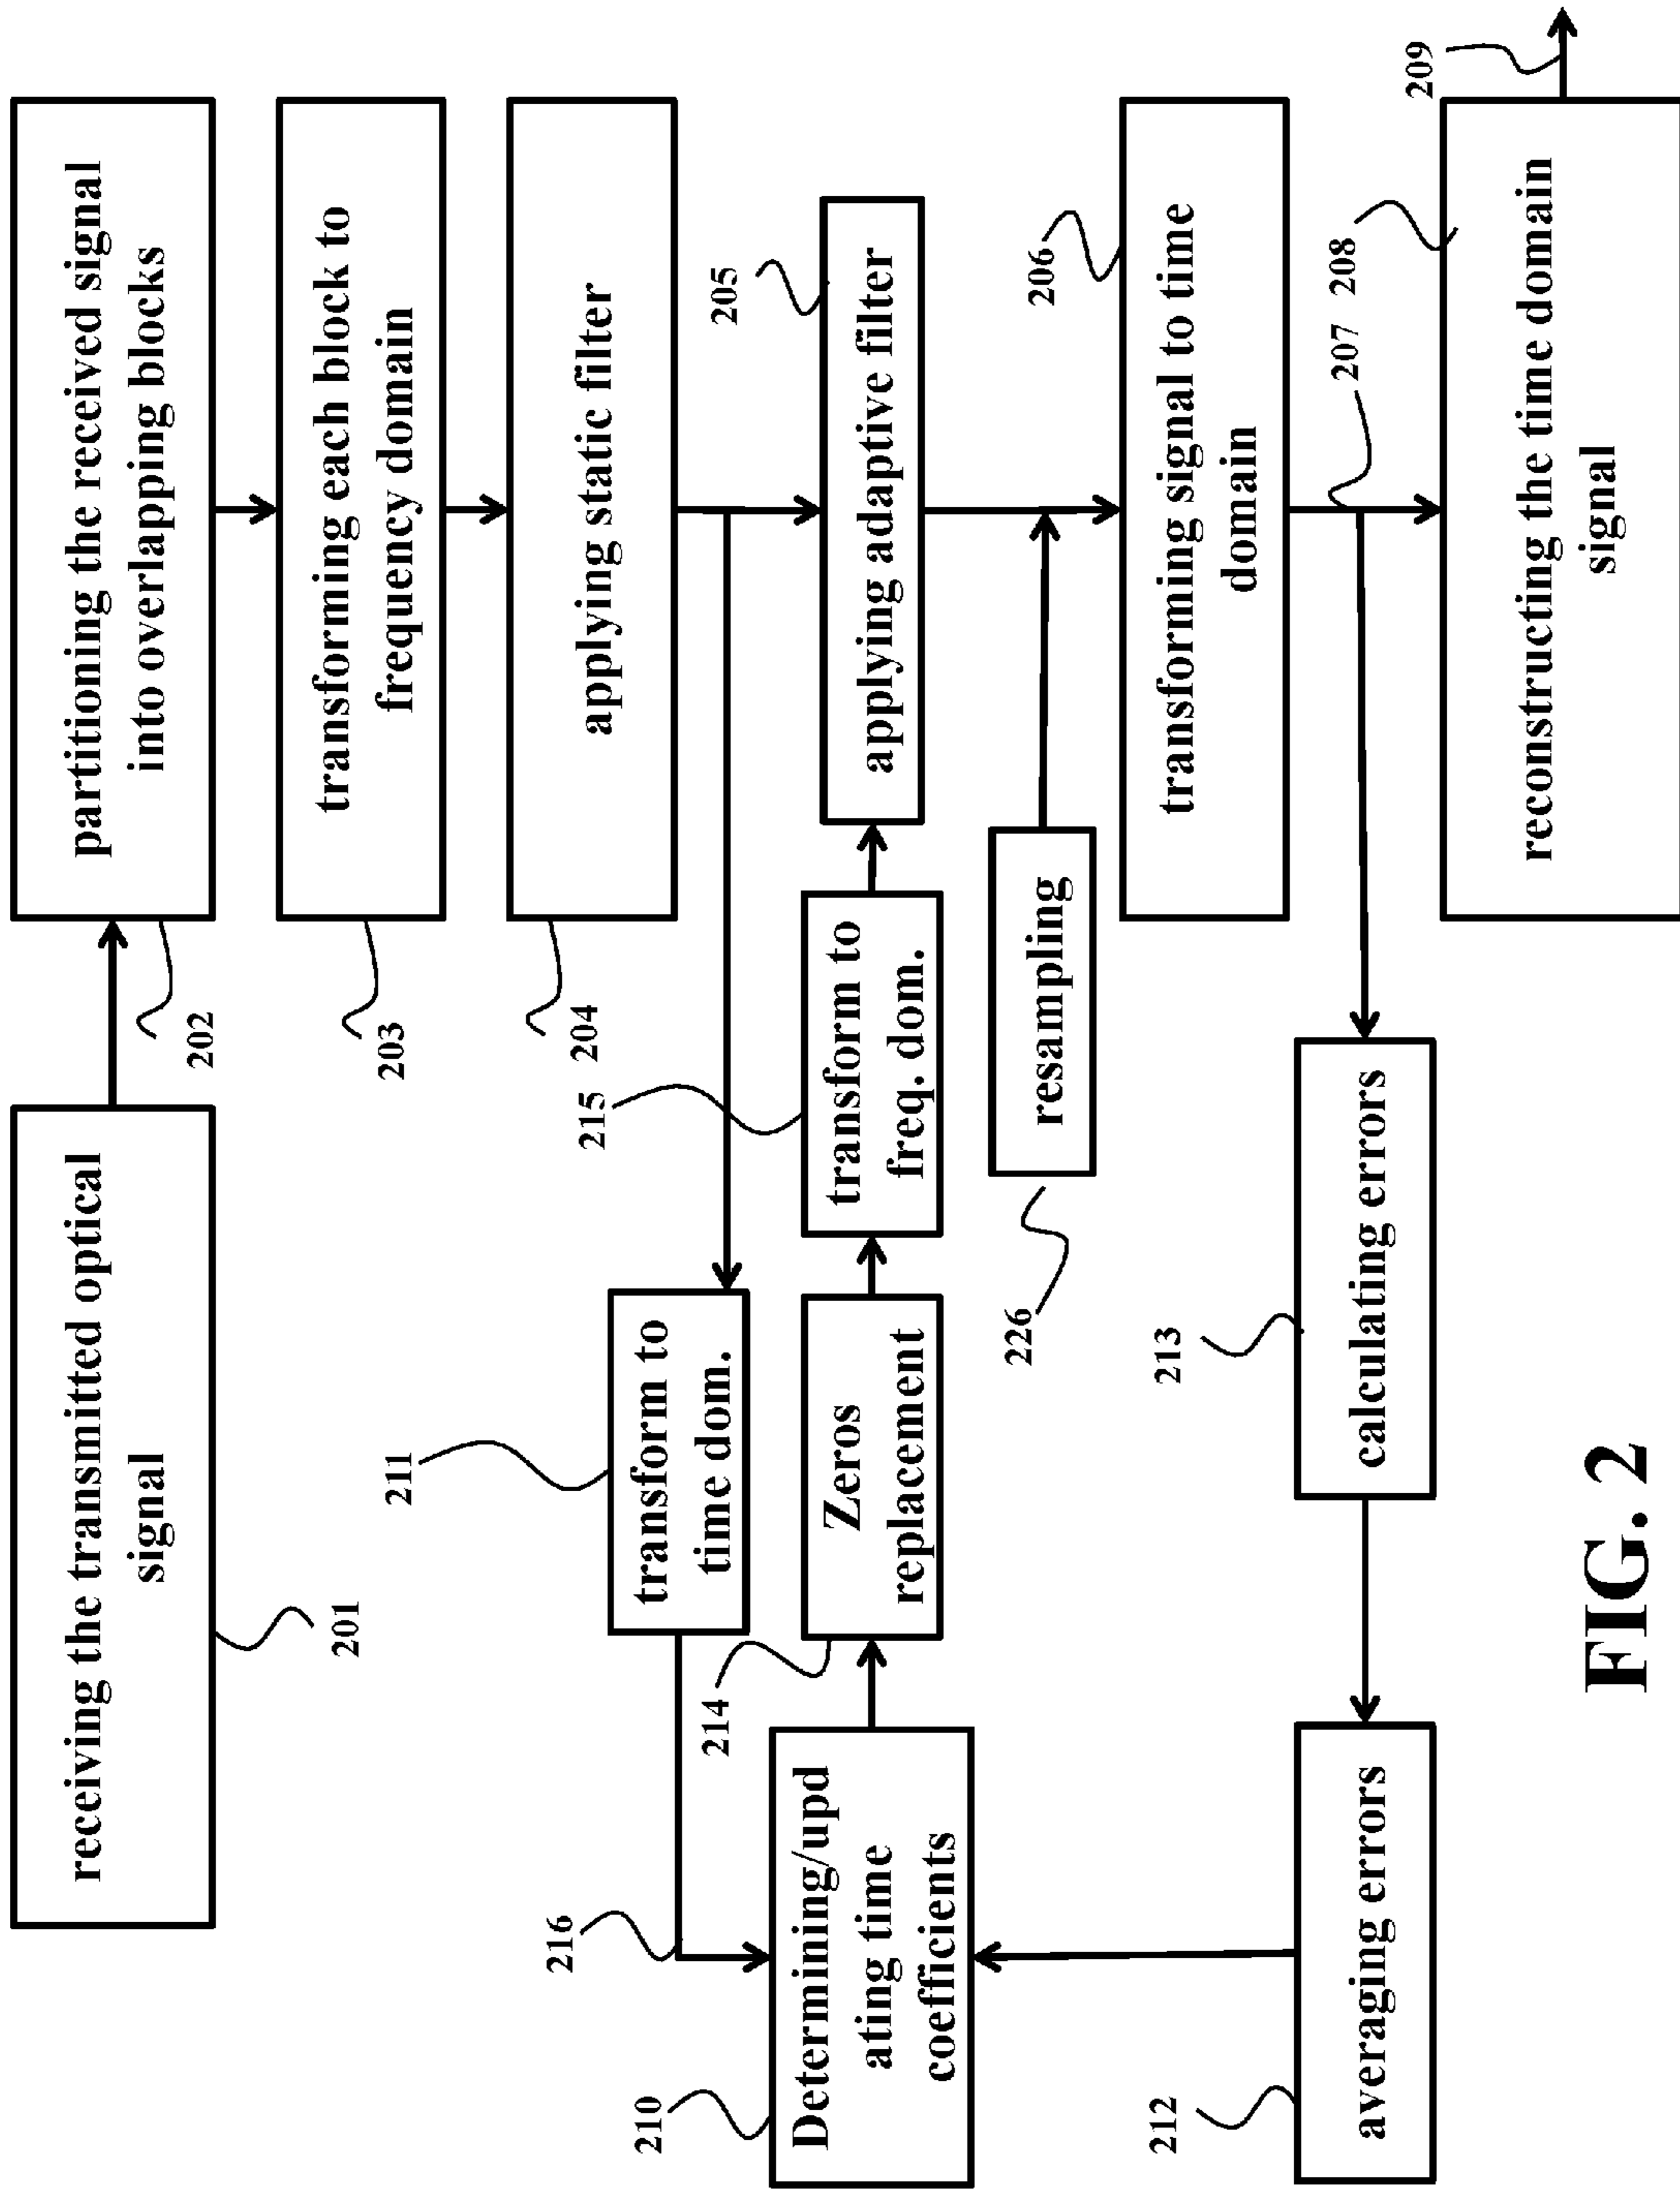 receiving the transmitted optical
signal
201
partitioning the received signal
into overlapping blocks
202
transforming each block to
frequency domain
203
applying static filter
204
211
transform to
time dom.
216
210
Determining/upd
ating time
coefficients
214
Zeros
replacement
215
transform to
freq. dom.
205
applying adaptive filter
226
resampling
206
transforming signal to time
domain
207
208
reconstructing the time domain
signal
209
213
calculating errors
212
averaging errors
FIG. 2